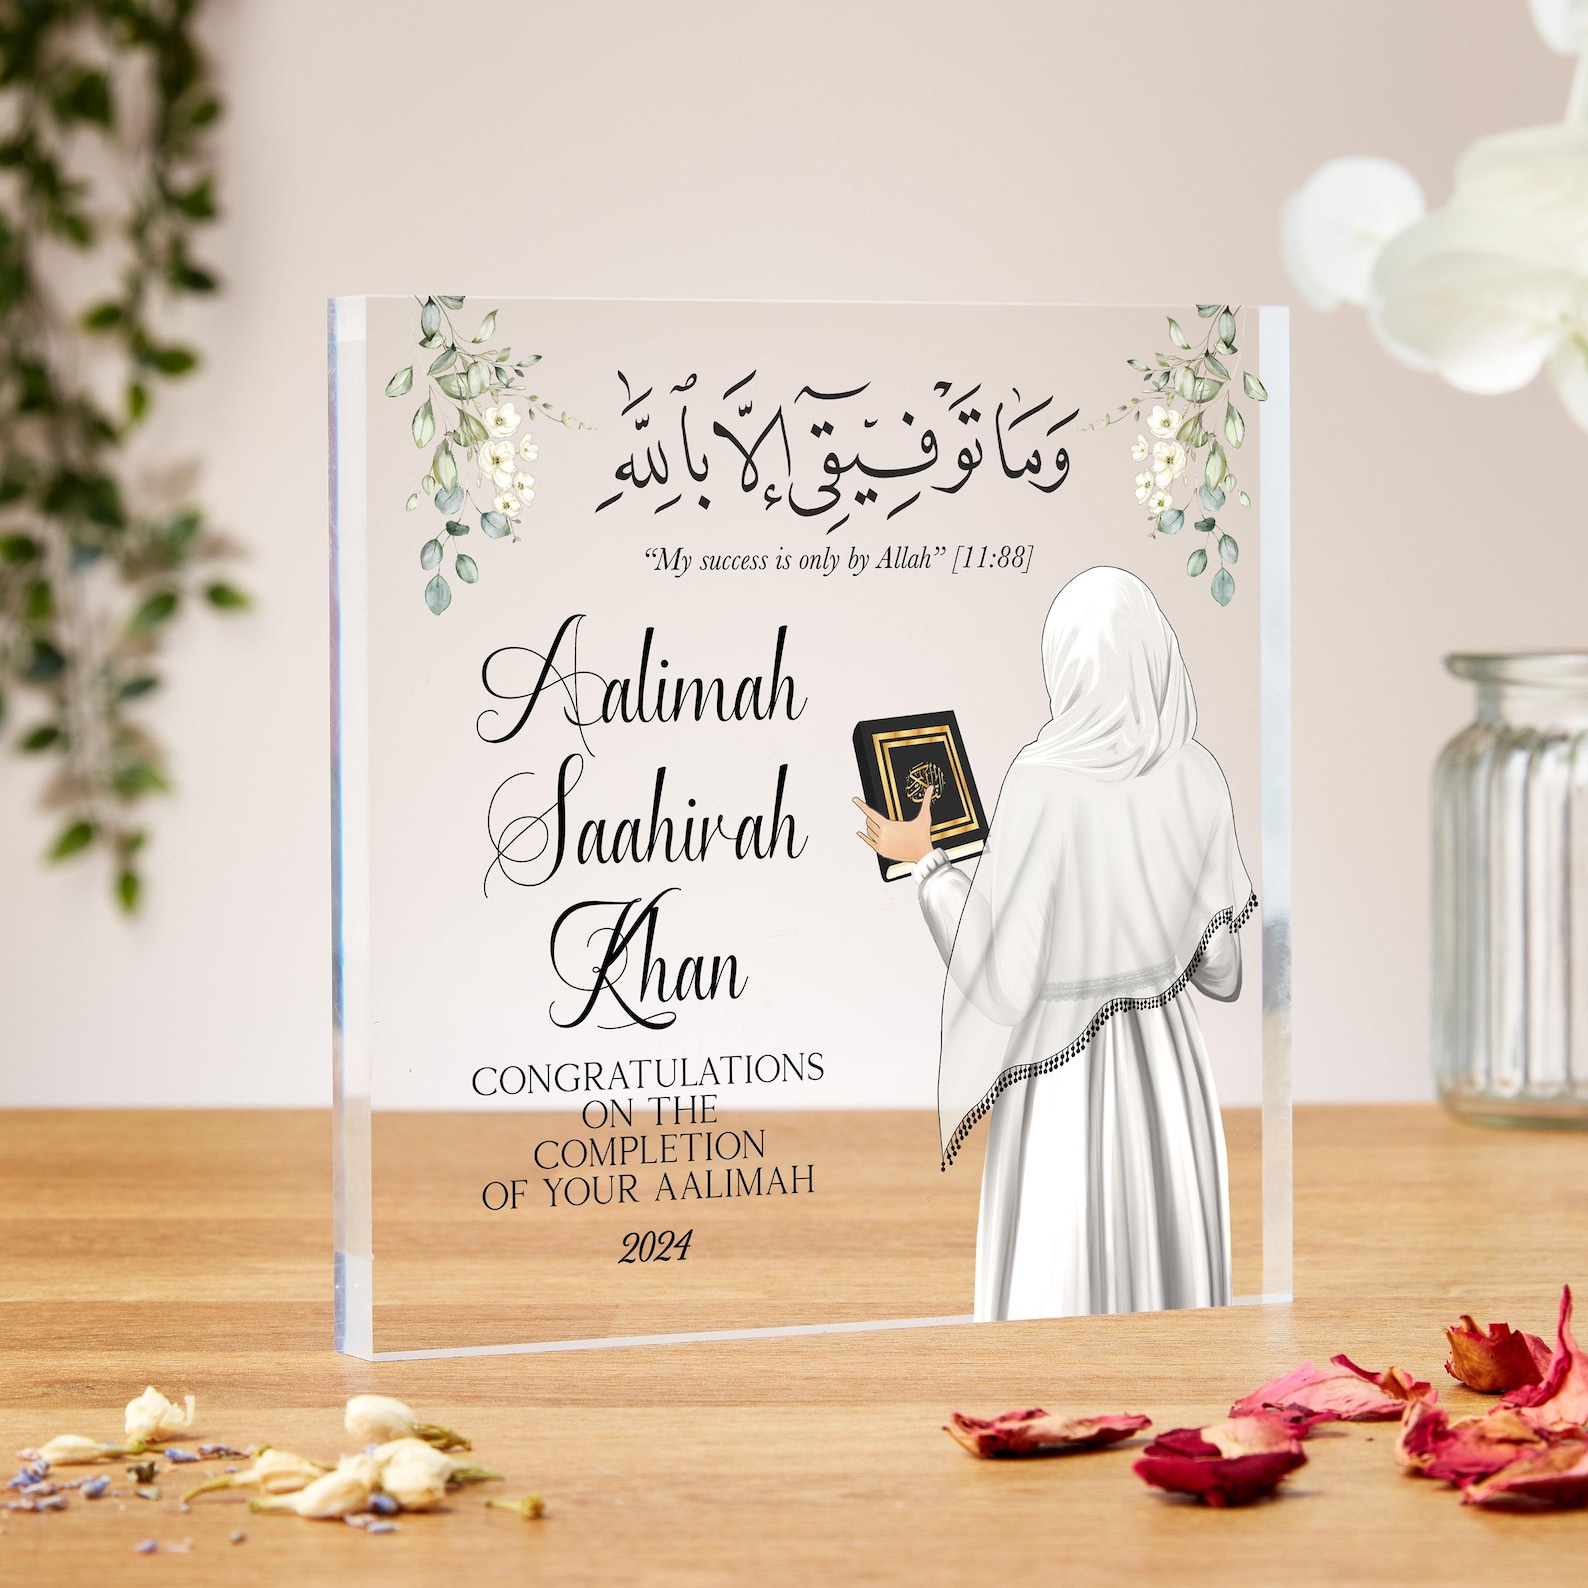 وَمَا تَوْفِيقِىٓ إِلَّا بِٱللَّهِ
“My success is only by Allah” [11:88]
Aalimah
Saahirah
Khan
CONGRATULATIONS
ON THE
COMPLETION
OF YOUR AALIMAH
2024